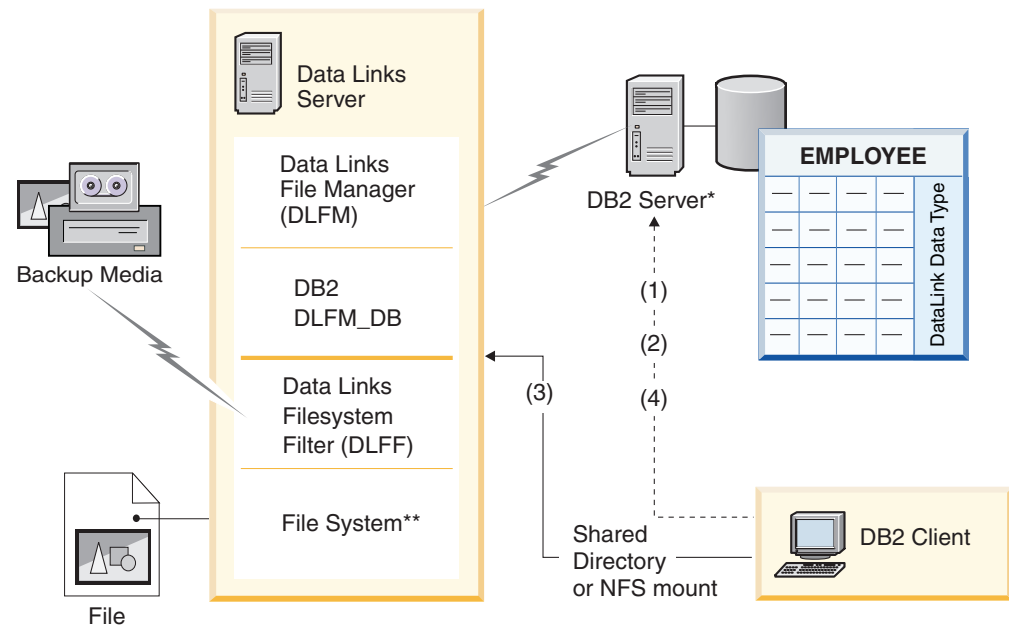 Data Links
Server
Data Links
File Manager
(DLFM)
DB2
DLFM_DB
Data Links
Filesystem
Filter (DLFF)
File System**
Backup Media
File
DB2 Server*
EMPLOYEE
DataLink Data Type
(1)
(2)
(3)
(4)
Shared
Directory
or NFS mount
DB2 Client